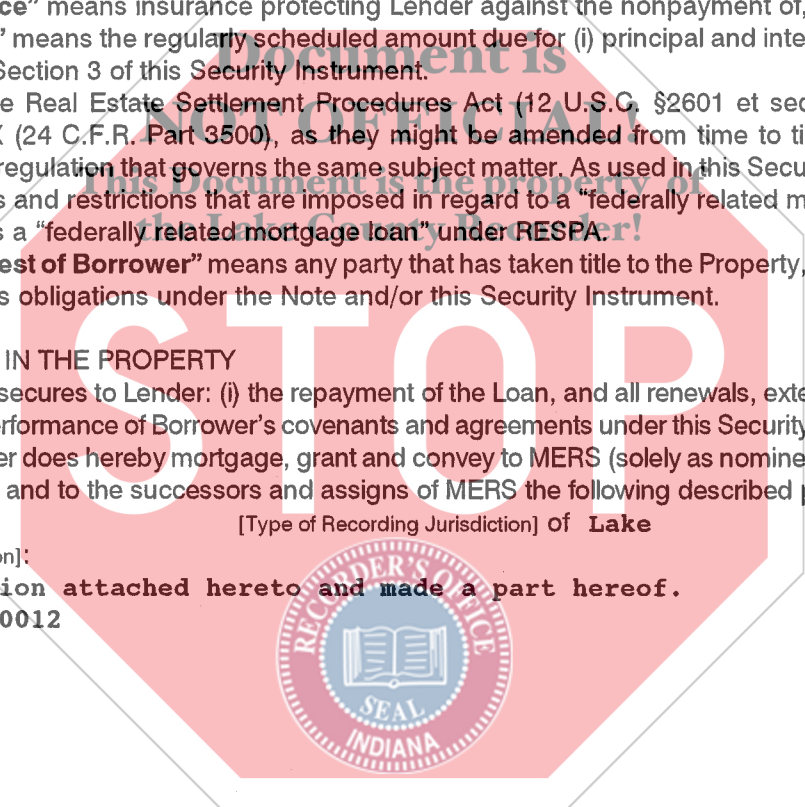 ce” means insurance protecting Lender against the nonpayment of,
” means the regularly scheduled amount due for (i) principal and inte
Section 3 of this Security Instrument.
e Real Estate Settlement Procedures Act (12 U.S.C. §2601 et sec
(24 C.F.R. Part 3500), as they might be amended from time to ti
regulation that governs the same subject matter. As used in this Secu
s and restrictions that are imposed in regard to a “federally related m
s a “federally related mortgage loan” under RESPA.
est of Borrower” means any party that has taken title to the Property,
s obligations under the Note and/or this Security Instrument.
IN THE PROPERTY
secures to Lender: (i) the repayment of the Loan, and all renewals, exte
rformance of Borrower’s covenants and agreements under this Security
er does hereby mortgage, grant and convey to MERS (solely as nomine
and to the successors and assigns of MERS the following described
[Type of Recording Jurisdiction] of Lake
on]:
ion attached hereto and made a part hereof.
0012
Document is
NOT OFFICIAL!
This Document is the property of
the Lake County Recorder!
STOP
RECORDER'S OFFICE
SEAL
INDIANA